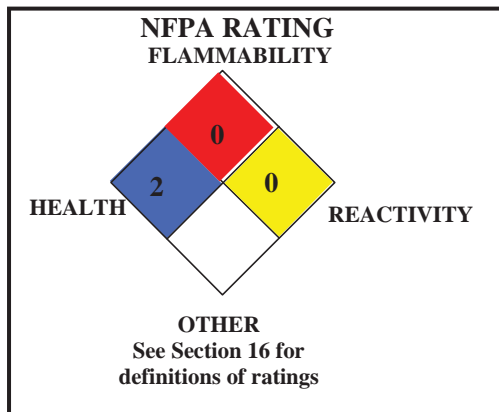 NFPA RATING
FLAMMABILITY
0
2
0
HEALTH
REACTIVITY
OTHER
See Section 16 for
definitions of ratings